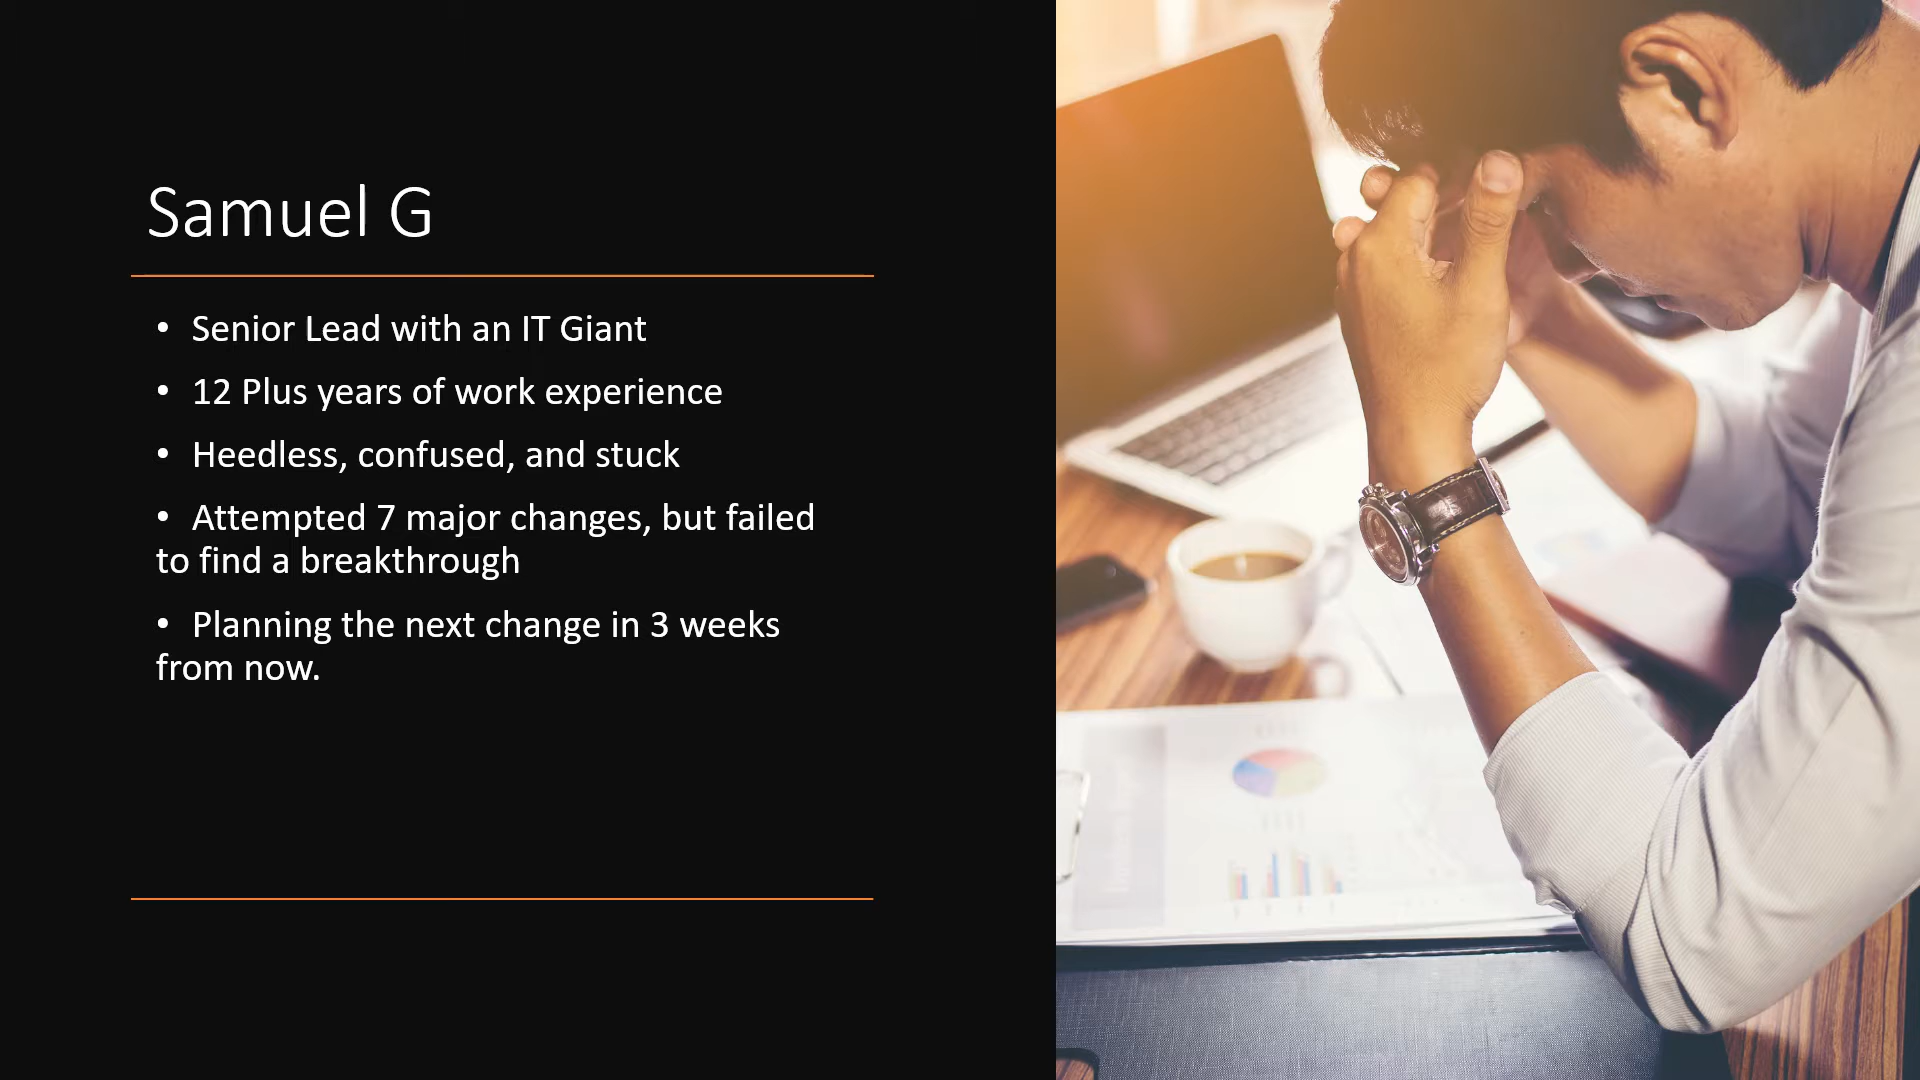 Samuel G
• Senior Lead with an IT Giant
• 12 Plus years of work experience
• Heedless, confused, and stuck
• Attempted 7 major changes, but failed
to find a breakthrough
• Planning the next change in 3 weeks
from now.